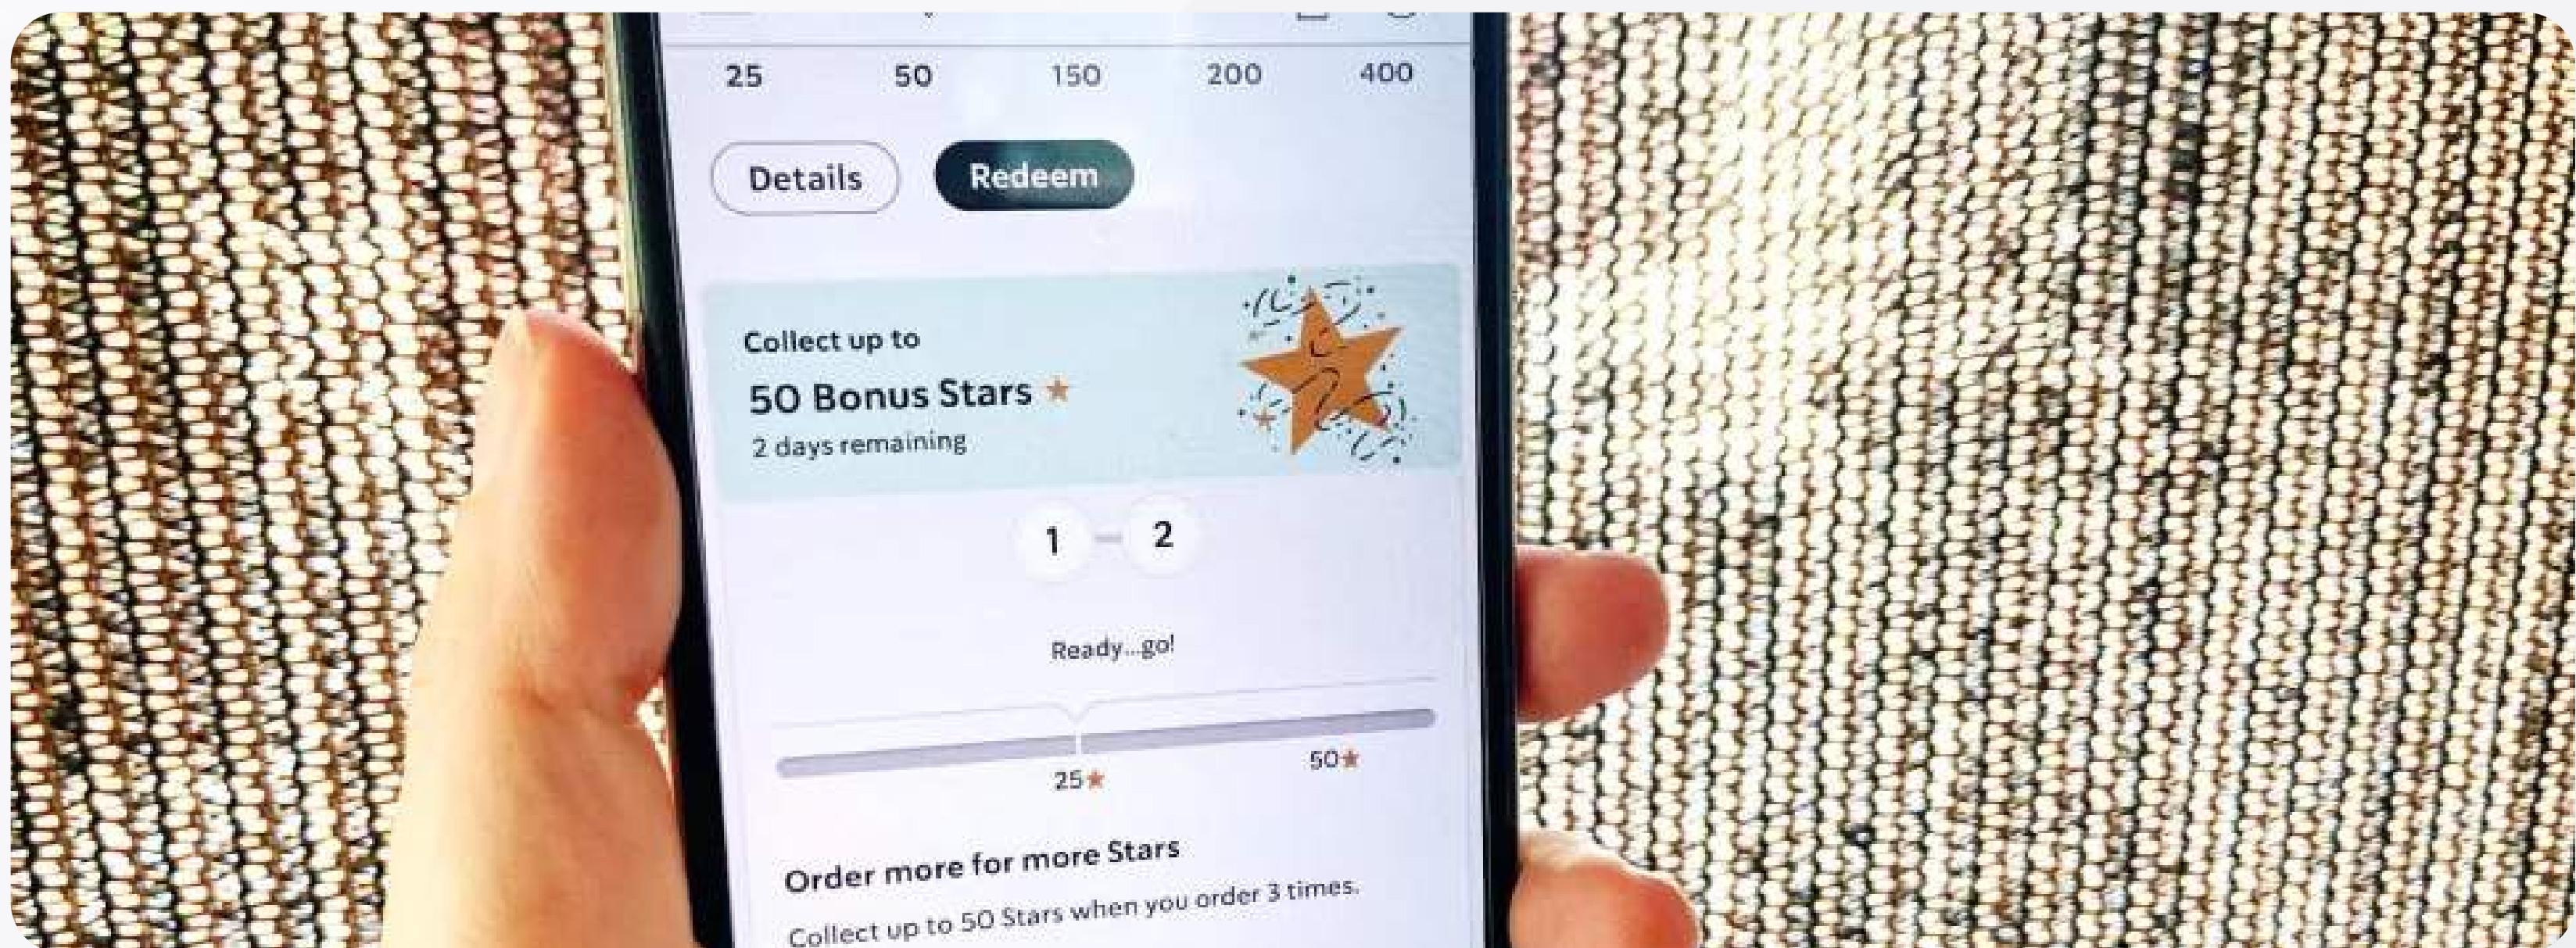 25 50 150 200 400
Details Redeem
Collect up to
50 Bonus Stars
2 days remaining
1 2
Ready...go!
25 50
Order more for more Stars
Collect up to 50 Stars when you order 3 times.